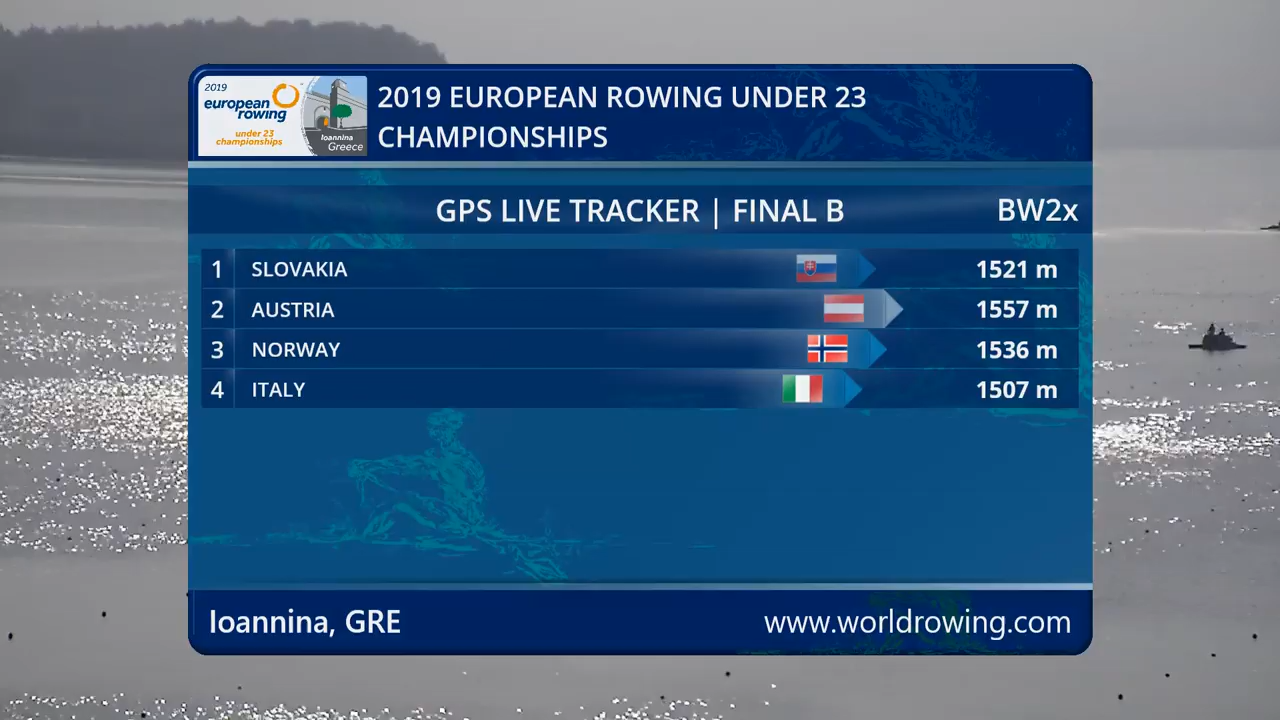 2019
european
rowing
under 23
championships
Ioannina
Greece
2019 EUROPEAN ROWING UNDER 23
CHAMPIONSHIPS
GPS LIVE TRACKER | FINAL B BW2x
1 SLOVAKIA 1521 m
2 AUSTRIA 1557 m
3 NORWAY 1536 m
4 ITALY 1507 m
Ioannina, GRE www.worldrowing.com